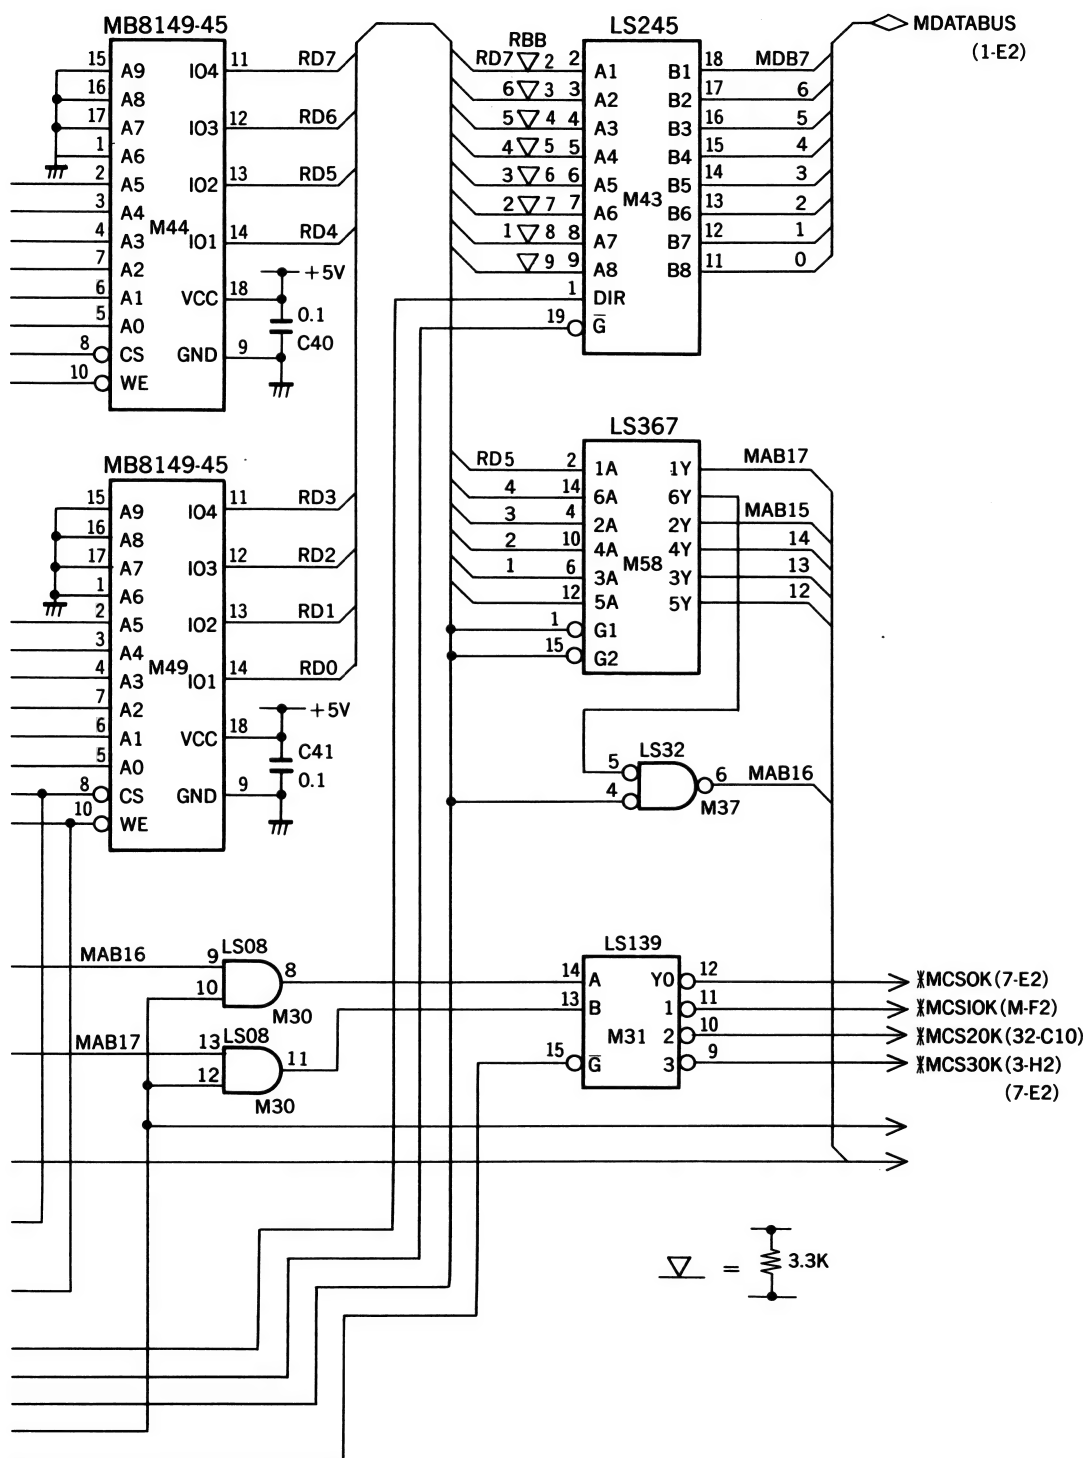 MB8149-45
15 A9 IO4 11 RD7
16 A8
17 A7 IO3 12 RD6
1 A6
2 A5 IO2 13 RD5
3 A4
M44
4 A3 IO1 14 RD4
7 A2
+5V
6 A1 VCC 18
0.1
5 A0
C40
8 CS GND 9
10 WE
MB8149-45
15 A9 IO4 11 RD3
16 A8
17 A7 IO3 12 RD2
1 A6
2 A5 IO2 13 RD1
3 A4
M49
4 A3 IO1 14 RD0
7 A2
+5V
6 A1 VCC 18
C41
5 A0
0.1
8 CS GND 9
10 WE
LS245
MDATABUS
(1-E2)
RBB
RD7 2 2 A1 B1 18 MDB7
6 3 3 A2 B2 17 6
5 4 4 A3 B3 16 5
4 5 5 A4 B4 15 4
3 6 6 A5 B5 14 3
M43
2 7 7 A6 B6 13 2
1 8 8 A7 B7 12 1
9 9 A8 B8 11 0
1 DIR
19 G
LS367
RD5 2 1A 1Y MAB17
4 14 6A 6Y
3 4 2A 2Y MAB15
2 10 4A 4Y 14
M58
1 6 3A 3Y 13
12 5A 5Y 12
1 G1
15 G2
LS32
5
4
6 MAB16
M37
MAB16 9 LS08
8
10
M30
MAB17 13 LS08
11
12
M30
LS139
14 A Y0 12 *MCS0K (7-E2)
13 B 1 11 *MCS10K (M-F2)
M31 2 10 *MCS20K (32-C10)
15 G 3 9 *MCS30K (3-H2)
(7-E2)
= 3.3K